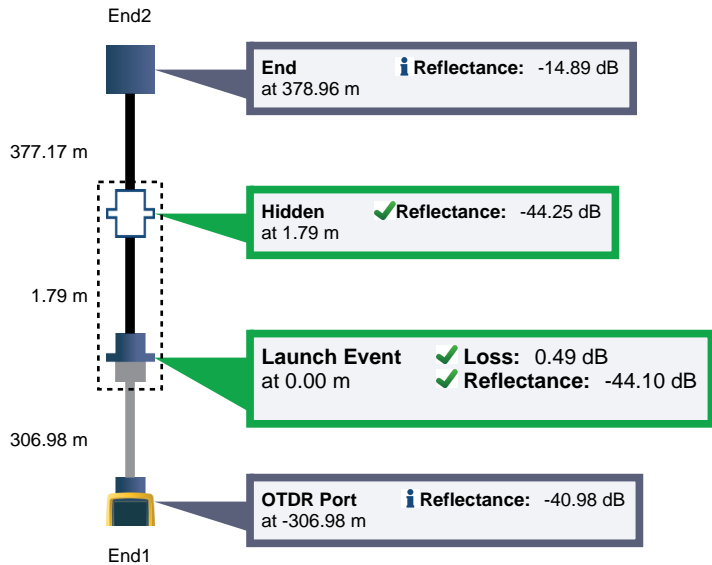 End2
End i Reflectance: -14.89 dB
at 378.96 m
377.17 m
Hidden Reflectance: -44.25 dB
at 1.79 m
1.79 m
Launch Event Loss: 0.49 dB
at 0.00 m Reflectance: -44.10 dB
306.98 m
OTDR Port i Reflectance: -40.98 dB
at -306.98 m
End1